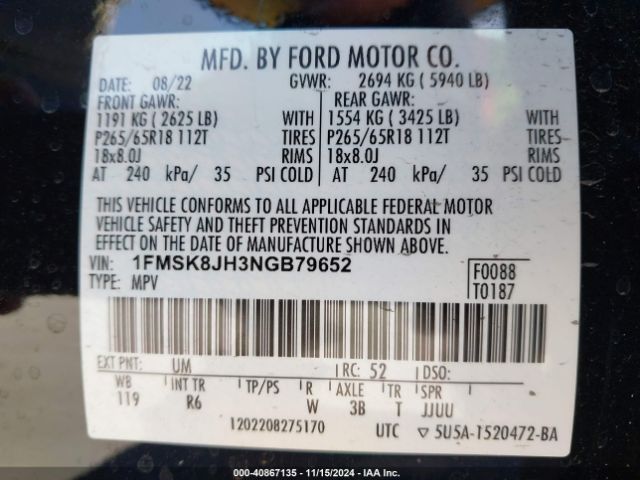 MFD. BY FORD MOTOR CO.
DATE: 08/22 GVWR: 2694 KG ( 5940 LB)
FRONT GAWR: REAR GAWR:
1191 KG ( 2625 LB) WITH 1554 KG ( 3425 LB) WITH
P265/65R18 112T TIRES P265/65R18 112T TIRES
18x8.0J RIMS 18x8.0J RIMS
AT 240 kPa/ 35 PSI COLD AT 240 kPa/ 35 PSI COLD
THIS VEHICLE CONFORMS TO ALL APPLICABLE FEDERAL MOTOR
VEHICLE SAFETY AND THEFT PREVENTION STANDARDS IN
EFFECT ON THE DATE OF MANUFACTURE SHOWN ABOVE.
VIN: 1FMSK8JH3NGB79652 F0088
TYPE: MPV T0187
EXT PNT: UM RC: 52 DSO:
WB INT TR TP/PS R AXLE TR SPR
119 R6 W 3B T JJUU
1202208275170 UTC ▽ 5U5A-1520472-BA
000-40867135 - 11/15/2024 - IAA Inc.